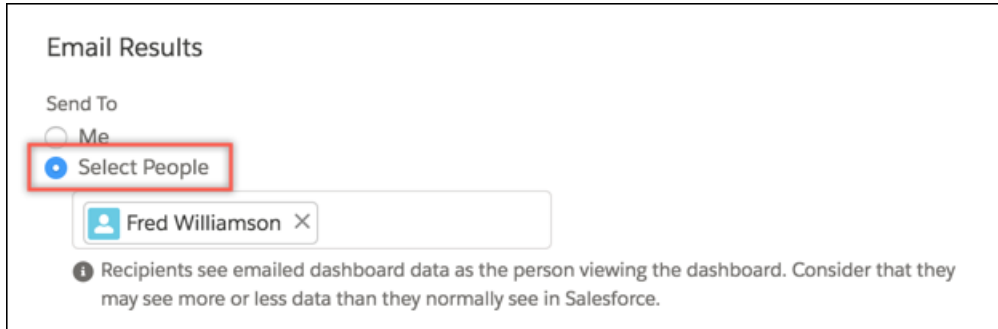 Email Results
Send To
Me
Select People
Fred Williamson
Recipients see emailed dashboard data as the person viewing the dashboard. Consider that they
may see more or less data than they normally see in Salesforce.